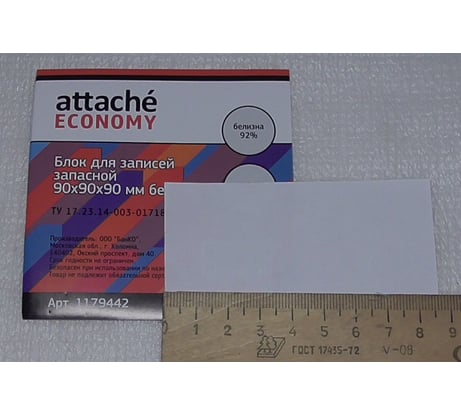 attaché
ECONOMY
белизна
92%
Блок для записей
запасной
90х90х90 мм бе
ТУ 17.23.14-003-01718
Производитель: ООО "БанКО"
Московская обл., г. Коломна,
140402, Окский проспект, дом 40
Срок годности не ограничен.
Безопасен при использовании по назн
Товар не подлежит обязательной серт
Арт. 1179442
0 1 2 3 4 5 6 7 8 9
ГОСТ 17435-72 V-08